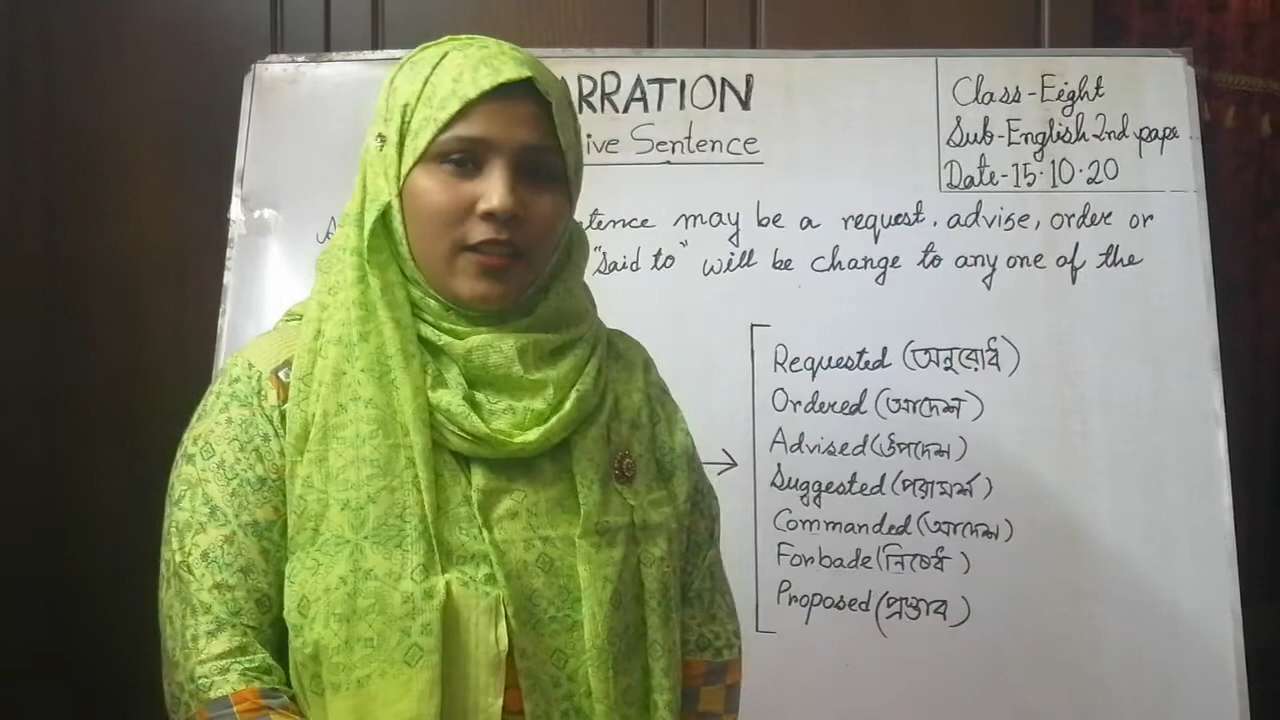 ARRATION
ive Sentence
Class-Eight
Sub-English 2nd pape
Date-15.10.20
tence may be a request, advise, order or
"said to" will be change to any one of the
Requested (অনুরোধ)
Ordered (আদেশ)
Advised (উপদেশ)
Suggested (পরামর্শ)
Commanded (আদেশ)
Forbade (নিষেধ)
Proposed (প্রস্তাব)